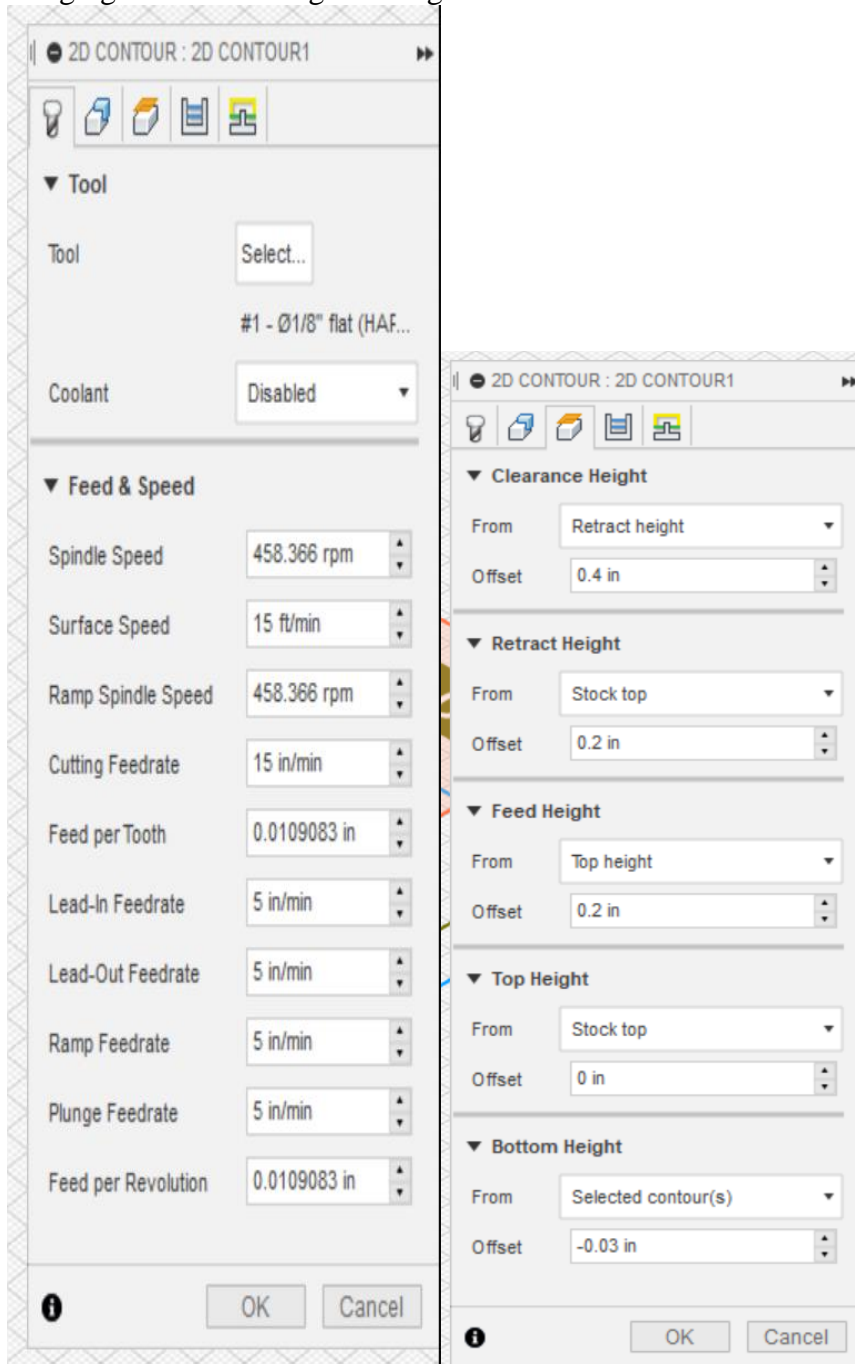 2D CONTOUR : 2D CONTOUR1
Tool
Tool Select...
#1 - Ø1/8" flat (HAF...
Coolant Disabled
Feed & Speed
Spindle Speed 458.366 rpm
Surface Speed 15 ft/min
Ramp Spindle Speed 458.366 rpm
Cutting Feedrate 15 in/min
Feed per Tooth 0.0109083 in
Lead-In Feedrate 5 in/min
Lead-Out Feedrate 5 in/min
Ramp Feedrate 5 in/min
Plunge Feedrate 5 in/min
Feed per Revolution 0.0109083 in
OK Cancel
2D CONTOUR : 2D CONTOUR1
Clearance Height
From Retract height
Offset 0.4 in
Retract Height
From Stock top
Offset 0.2 in
Feed Height
From Top height
Offset 0.2 in
Top Height
From Stock top
Offset 0 in
Bottom Height
From Selected contour(s)
Offset -0.03 in
OK Cancel